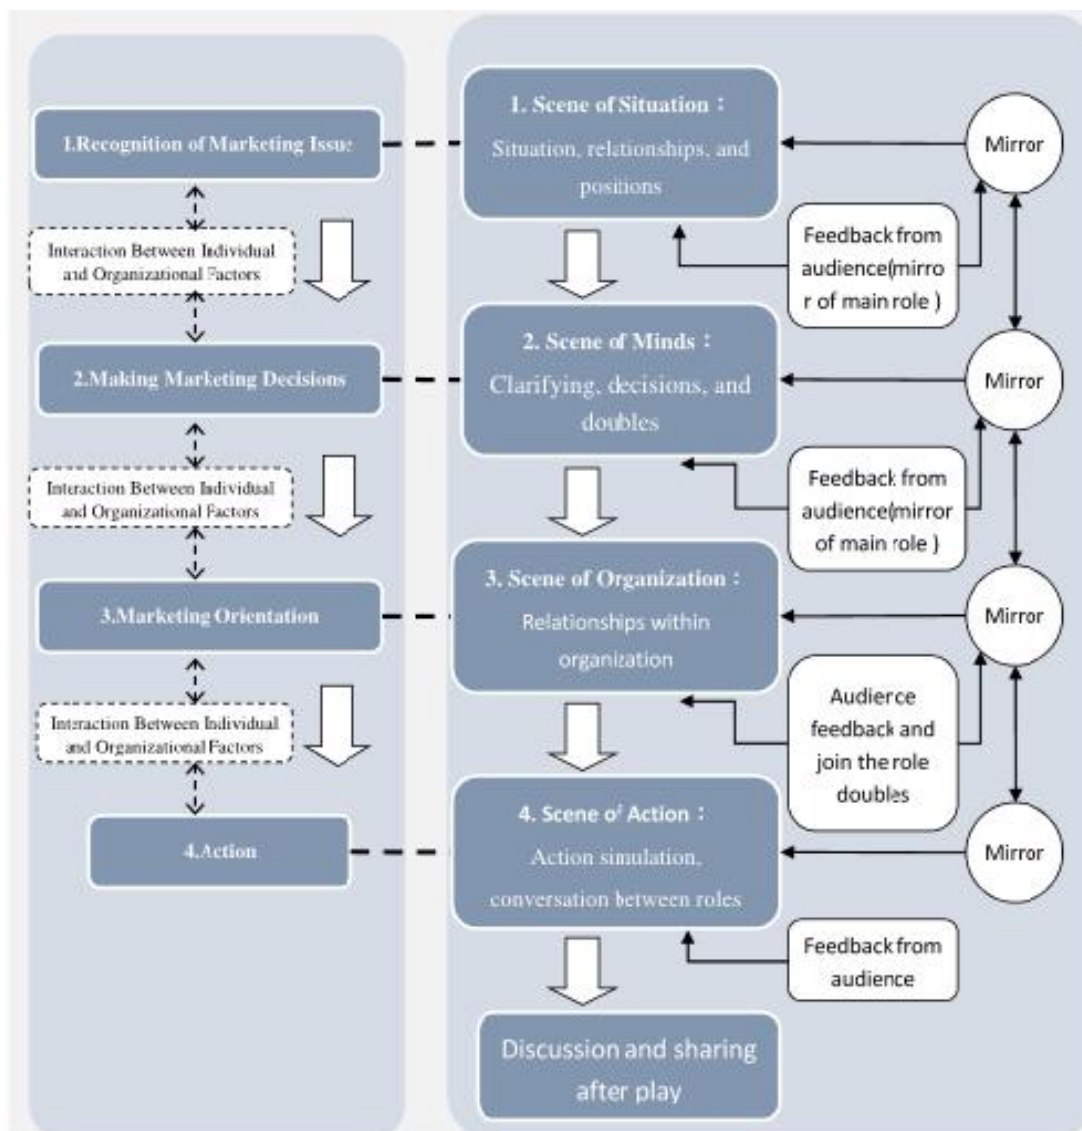 1.Recognition of Marketing Issue
Interaction Between Individual
and Organizational Factors
2.Making Marketing Decisions
Interaction Between Individual
and Organizational Factors
3.Marketing Orientation
Interaction Between Individual
and Organizational Factors
4.Action
1. Scene of Situation：
Situation, relationships, and
positions
2. Scene of Minds：
Clarifying, decisions, and
doubles
3. Scene of Organization：
Relationships within
organization
4. Scene of Action：
Action simulation,
conversation between roles
Discussion and sharing
after play
Mirror
Feedback from
audience(mirro
r of main role )
Mirror
Feedback from
audience(mirror
of main role )
Mirror
Audience
feedback and
join the role
doubles
Mirror
Feedback from
audience